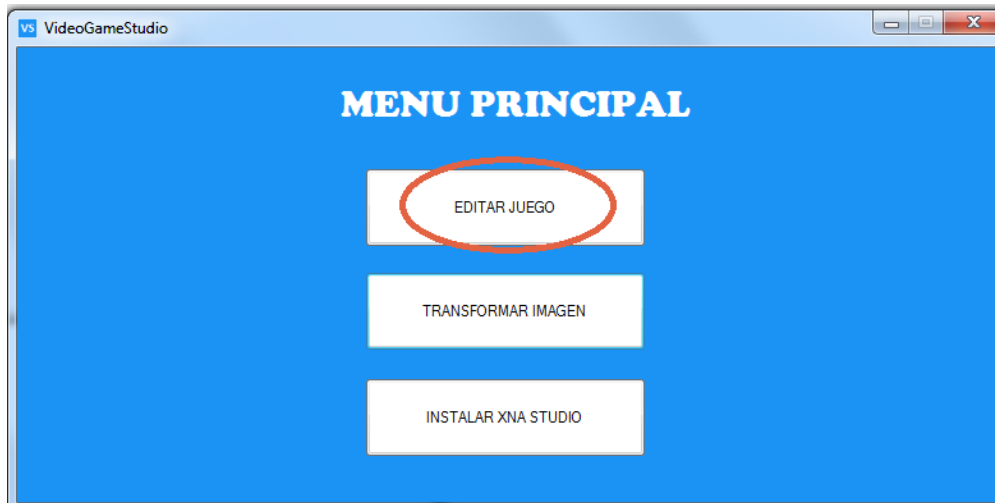 VS VideoGameStudio
MENU PRINCIPAL
EDITAR JUEGO
TRANSFORMAR IMAGEN
INSTALAR XNA STUDIO